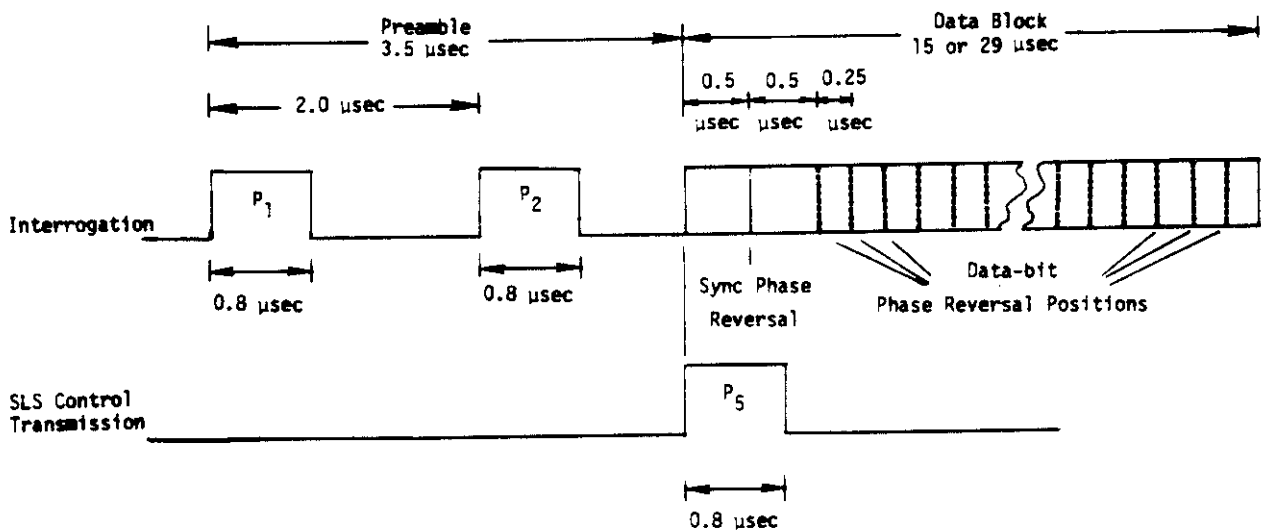 Preamble
3.5 µsec
Data Block
15 or 29 µsec
2.0 µsec
0.5 0.5 0.25
µsec µsec µsec
Interrogation
P1
P2
0.8 µsec
0.8 µsec
Sync Phase
Reversal
Data-bit
Phase Reversal Positions
SLS Control
Transmission
P5
0.8 µsec